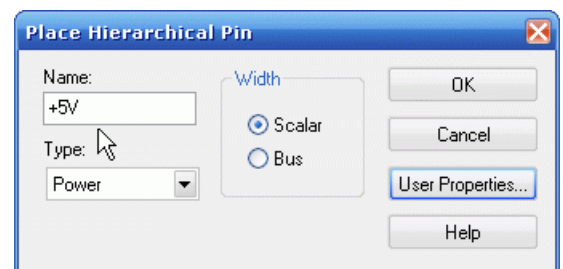 Place Hierarchical Pin
Name:
+5V
Type:
Power
Width
Scalar
Bus
OK
Cancel
User Properties...
Help